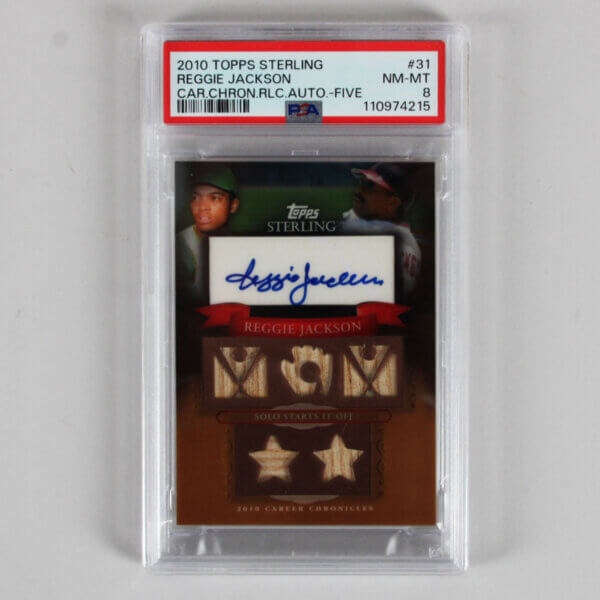 2010 TOPPS STERLING #31
REGGIE JACKSON NM-MT
CAR.CHRON.RLC.AUTO.-FIVE 8
PSA 110974215
Topps
STERLING
Reggie Jackson
REGGIE JACKSON
SOLO STARTS IT OFF
2010 CAREER CHRONICLES